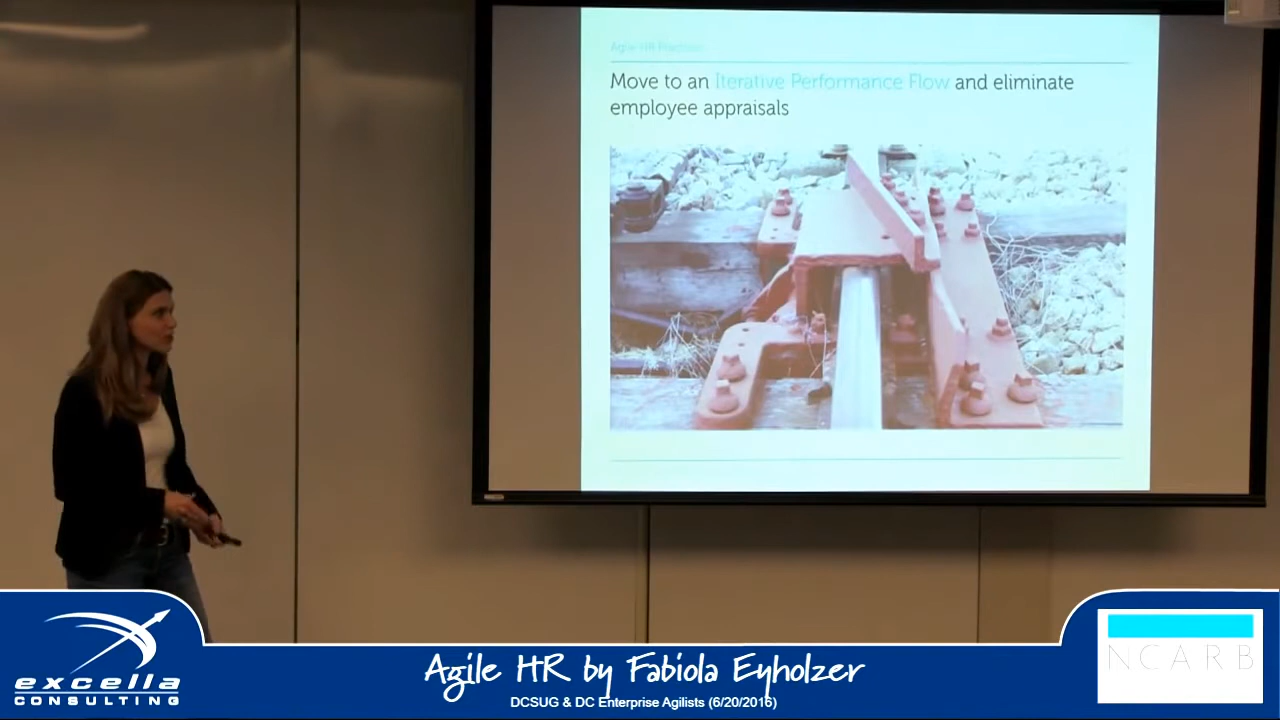 Agile HR Practices
Move to an Iterative Performance Flow and eliminate
employee appraisals
excella
CONSULTING
Agile HR by Fabiola Eyholzer
DCSUG & DC Enterprise Agilists (6/20/2016)
NCARB